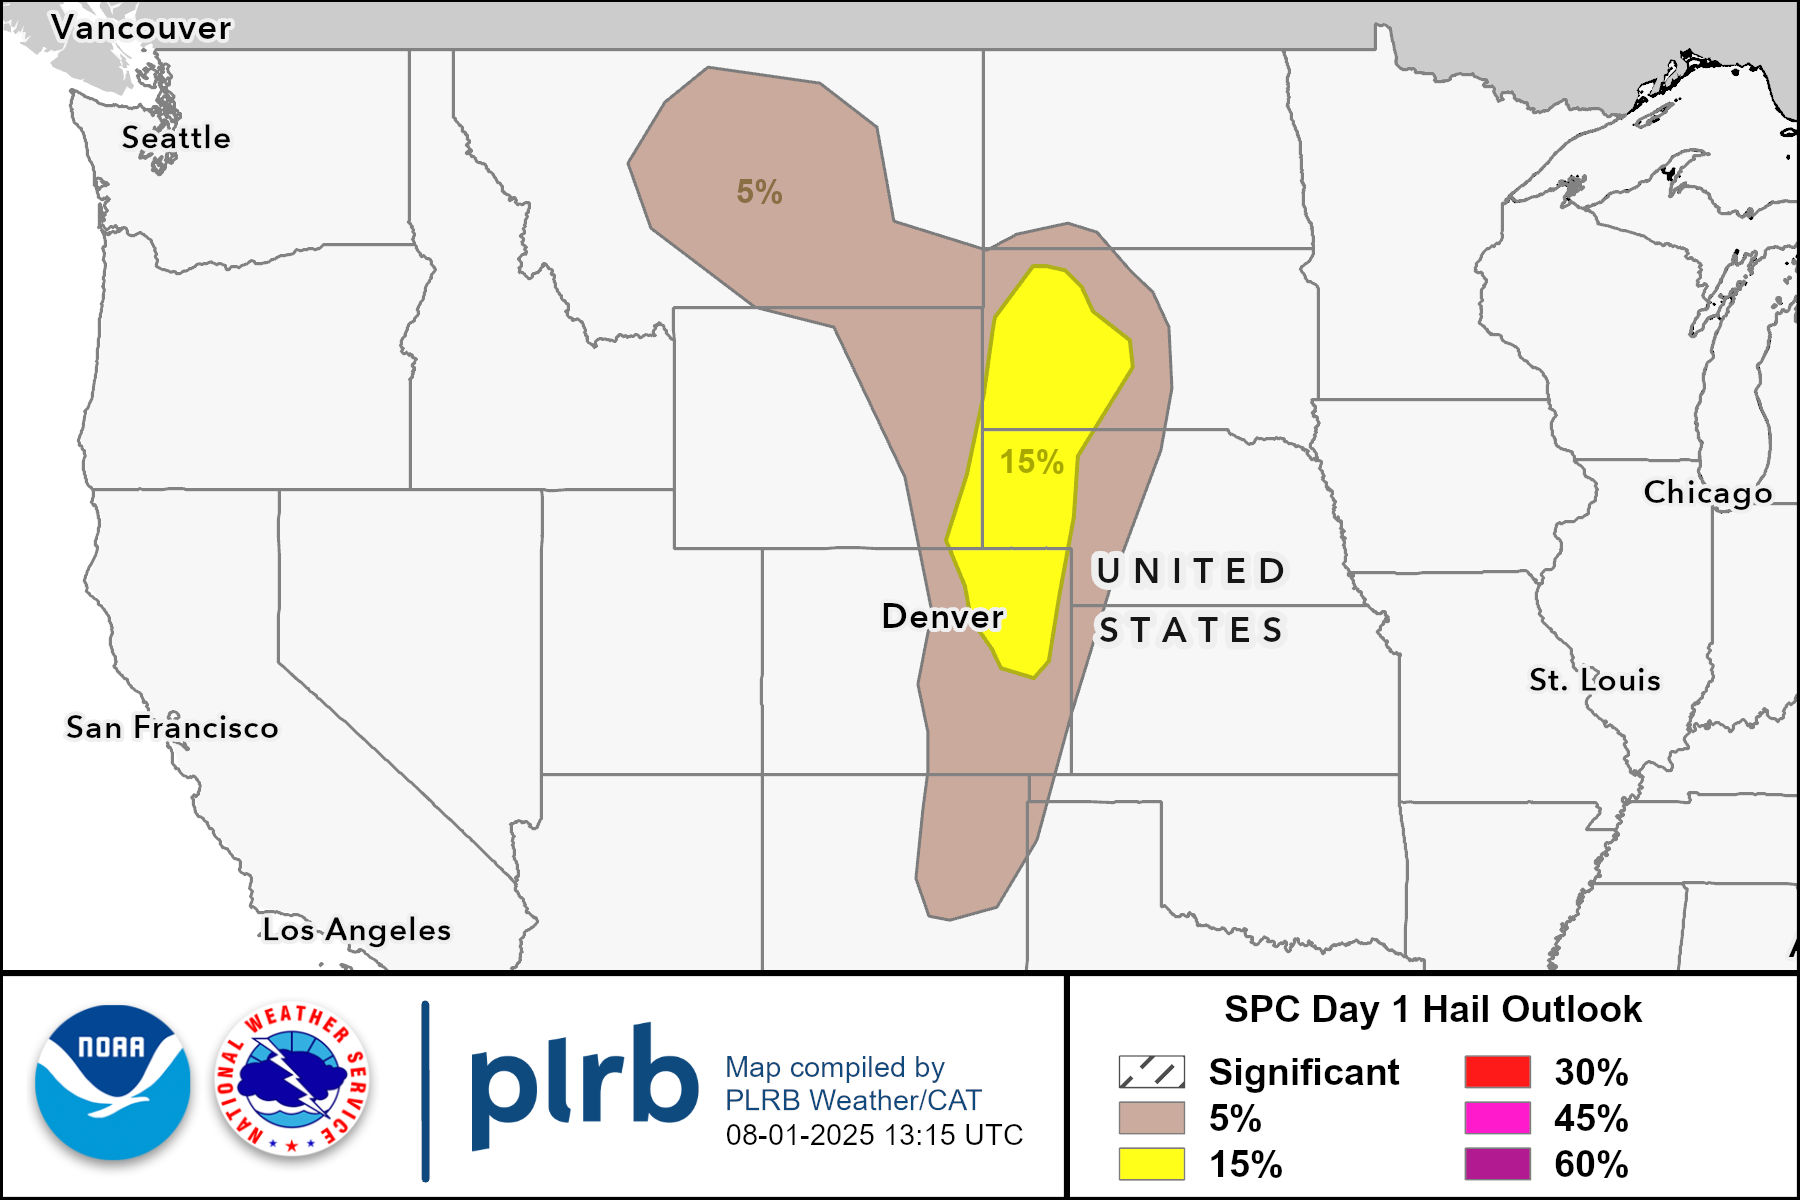 Vancouver
Seattle
5%
15%
Chicago
UNITED
STATES
Denver
St. Louis
San Francisco
Los Angeles
A
NOAA
NATIONAL WEATHER SERVICE
plrb
Map compiled by
PLRB Weather/CAT
08-01-2025 13:15 UTC
SPC Day 1 Hail Outlook
Significant
5%
15%
30%
45%
60%